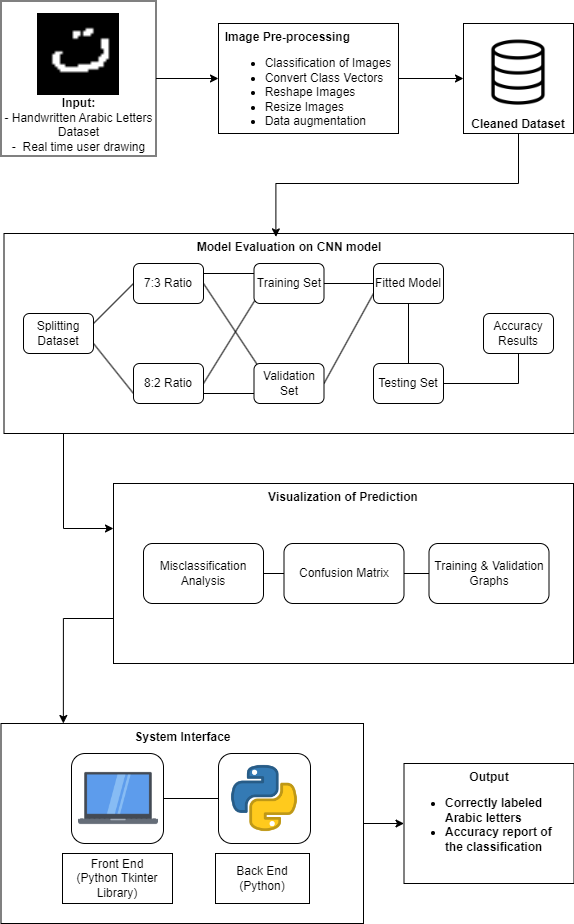 ت
Input:
- Handwritten Arabic Letters
Dataset
- Real time user drawing
Image Pre-processing
• Classification of Images
• Convert Class Vectors
• Reshape Images
• Resize Images
• Data augmentation
Cleaned Dataset
Model Evaluation on CNN model
Splitting
Dataset
7:3 Ratio
8:2 Ratio
Training Set
Validation
Set
Fitted Model
Testing Set
Accuracy
Results
Visualization of Prediction
Misclassification
Analysis
Confusion Matrix
Training & Validation
Graphs
System Interface
Front End
(Python Tkinter
Library)
Back End
(Python)
Output
• Correctly labeled
Arabic letters
• Accuracy report of
the classification